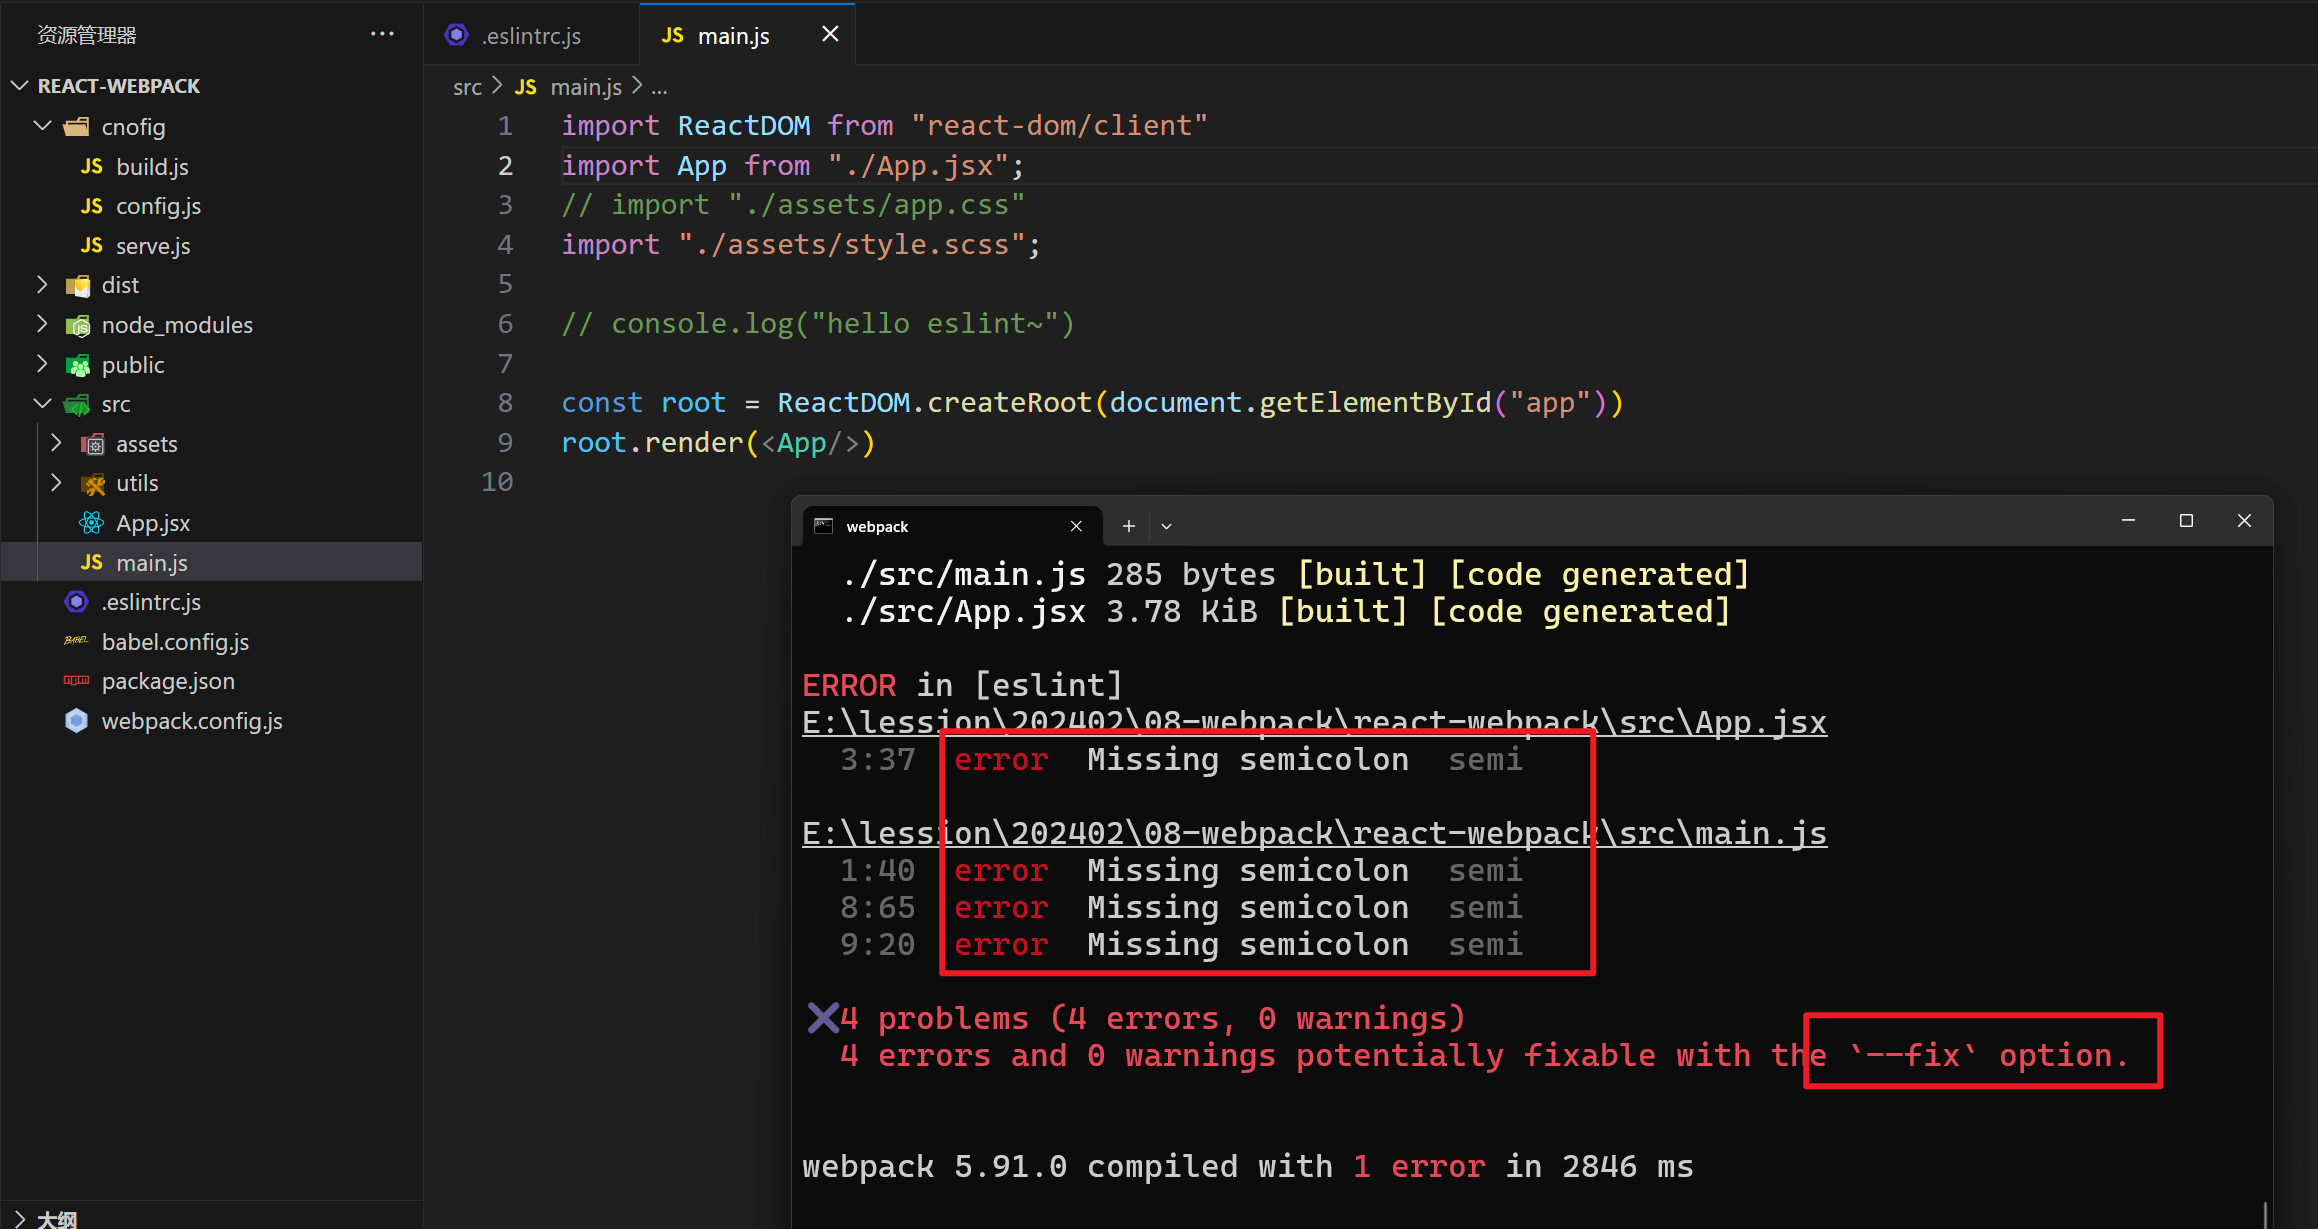 资源管理器
REACT-WEBPACK
cnofig
JS build.js
JS config.js
JS serve.js
dist
node_modules
public
src
assets
utils
App.jsx
JS main.js
.eslintrc.js
BABEL babel.config.js
package.json
webpack.config.js
大纲
.eslintrc.js
JS main.js
src > JS main.js > ...
1 import ReactDOM from "react-dom/client"
2 import App from "./App.jsx";
3 // import "./assets/app.css"
4 import "./assets/style.scss";
5
6 // console.log("hello eslint~")
7
8 const root = ReactDOM.createRoot(document.getElementById("app"))
9 root.render(<App/>)
10
webpack
./src/main.js 285 bytes [built] [code generated]
./src/App.jsx 3.78 KiB [built] [code generated]
ERROR in [eslint]
E:\lession\202402\08-webpack\react-webpack\src\App.jsx
3:37 error Missing semicolon semi
E:\lession\202402\08-webpack\react-webpack\src\main.js
1:40 error Missing semicolon semi
8:65 error Missing semicolon semi
9:20 error Missing semicolon semi
❌4 problems (4 errors, 0 warnings)
4 errors and 0 warnings potentially fixable with the `--fix` option.
webpack 5.91.0 compiled with 1 error in 2846 ms